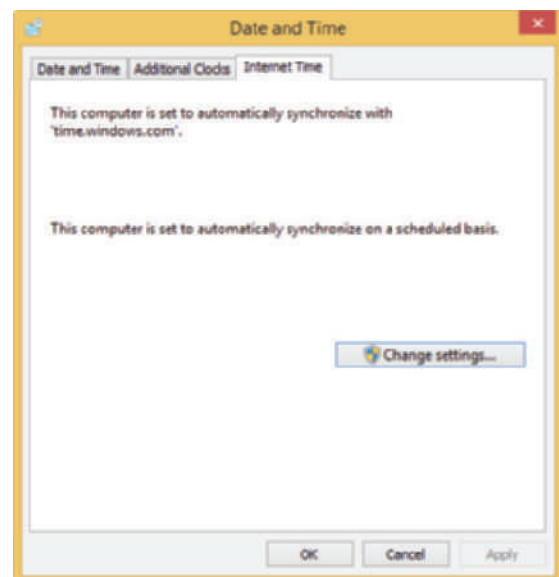 Date and Time
Date and Time Additional Clocks Internet Time
This computer is set to automatically synchronize with
'time.windows.com'.
This computer is set to automatically synchronize on a scheduled basis.
Change settings...
OK Cancel Apply